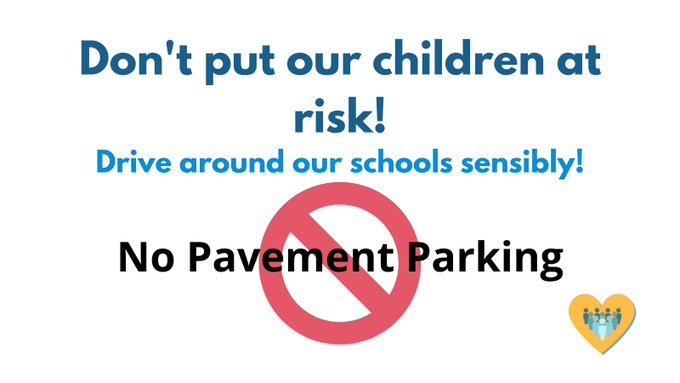 Don't put our children at
risk!
Drive around our schools sensibly!
No Pavement Parking